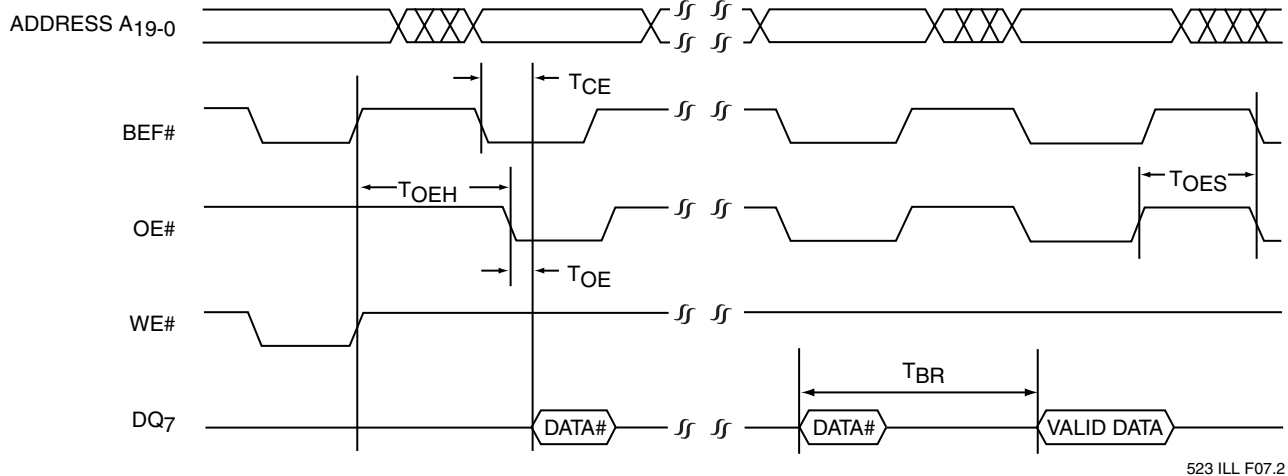 ADDRESS A19-0
TCE
BEF#
TOEH
TOES
OE#
TOE
WE#
TBR
DQ7
DATA#
DATA#
VALID DATA
523 ILL F07.2